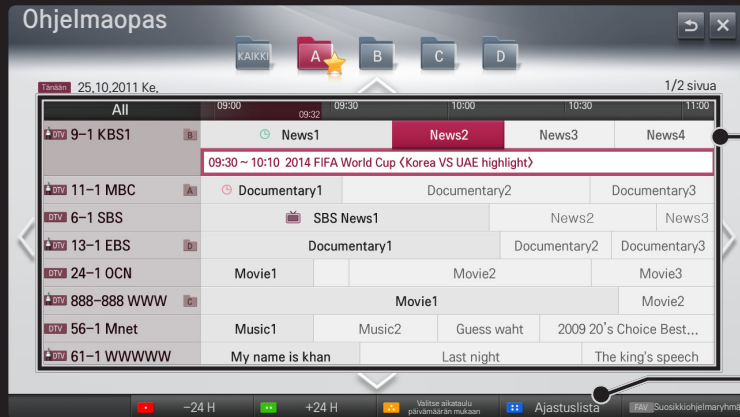 Ohjelmaopas
KAIKKI A B C D
Tänään 25.10.2011 Ke. 1/2 sivua
All 09:00 09:32 09:30 10:00 10:30 11:00
DTV 9-1 KBS1 B News1 News2 News3 News4
09:30 ~ 10:10 2014 FIFA World Cup <Korea VS UAE highlight>
DTV 11-1 MBC A Documentary1 Documentary2 Documentary3
DTV 6-1 SBS SBS News1 News2 News3
DTV 13-1 EBS D Documentary1 Documentary2 Documentary3
DTV 24-1 OCN Movie1 Movie2 Movie3
DTV 888-888 WWW C Movie1 Movie2
DTV 56-1 Mnet Music1 Music2 Guess waht 2009 20's Choice Best...
DTV 61-1 WWWWW My name is khan Last night The king's speech
-24 H +24 H Valitse aikataulu päivämäärän mukaan Ajastuslista FAV Suosikkiohjelmaryhmä